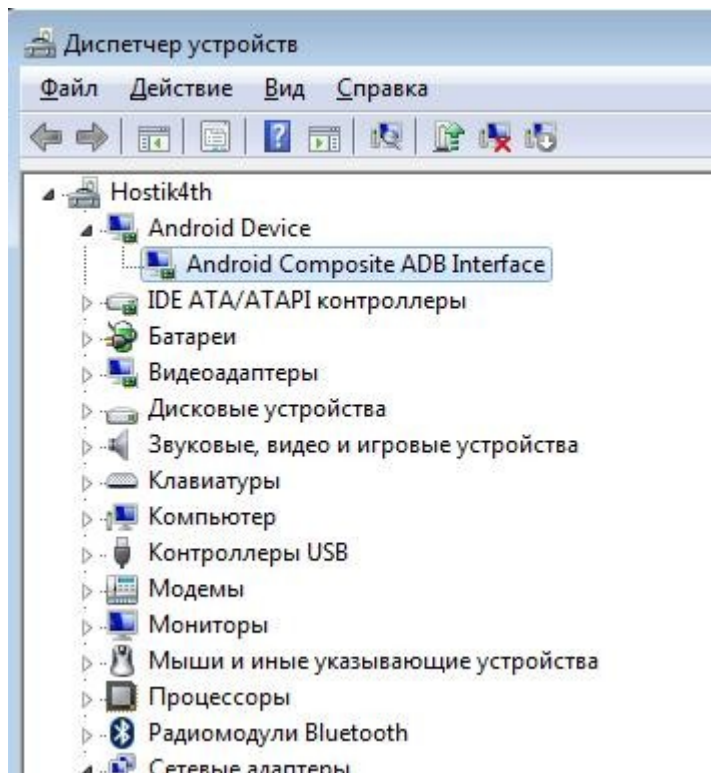 Диспетчер устройств
Файл Действие Вид Справка
Hostik4th
Android Device
Android Composite ADB Interface
IDE ATA/ATAPI контроллеры
Батареи
Видеоадаптеры
Дисковые устройства
Звуковые, видео и игровые устройства
Клавиатуры
Компьютер
Контроллеры USB
Модемы
Мониторы
Мыши и иные указывающие устройства
Процессоры
Радиомодули Bluetooth
Сетевые адаптеры